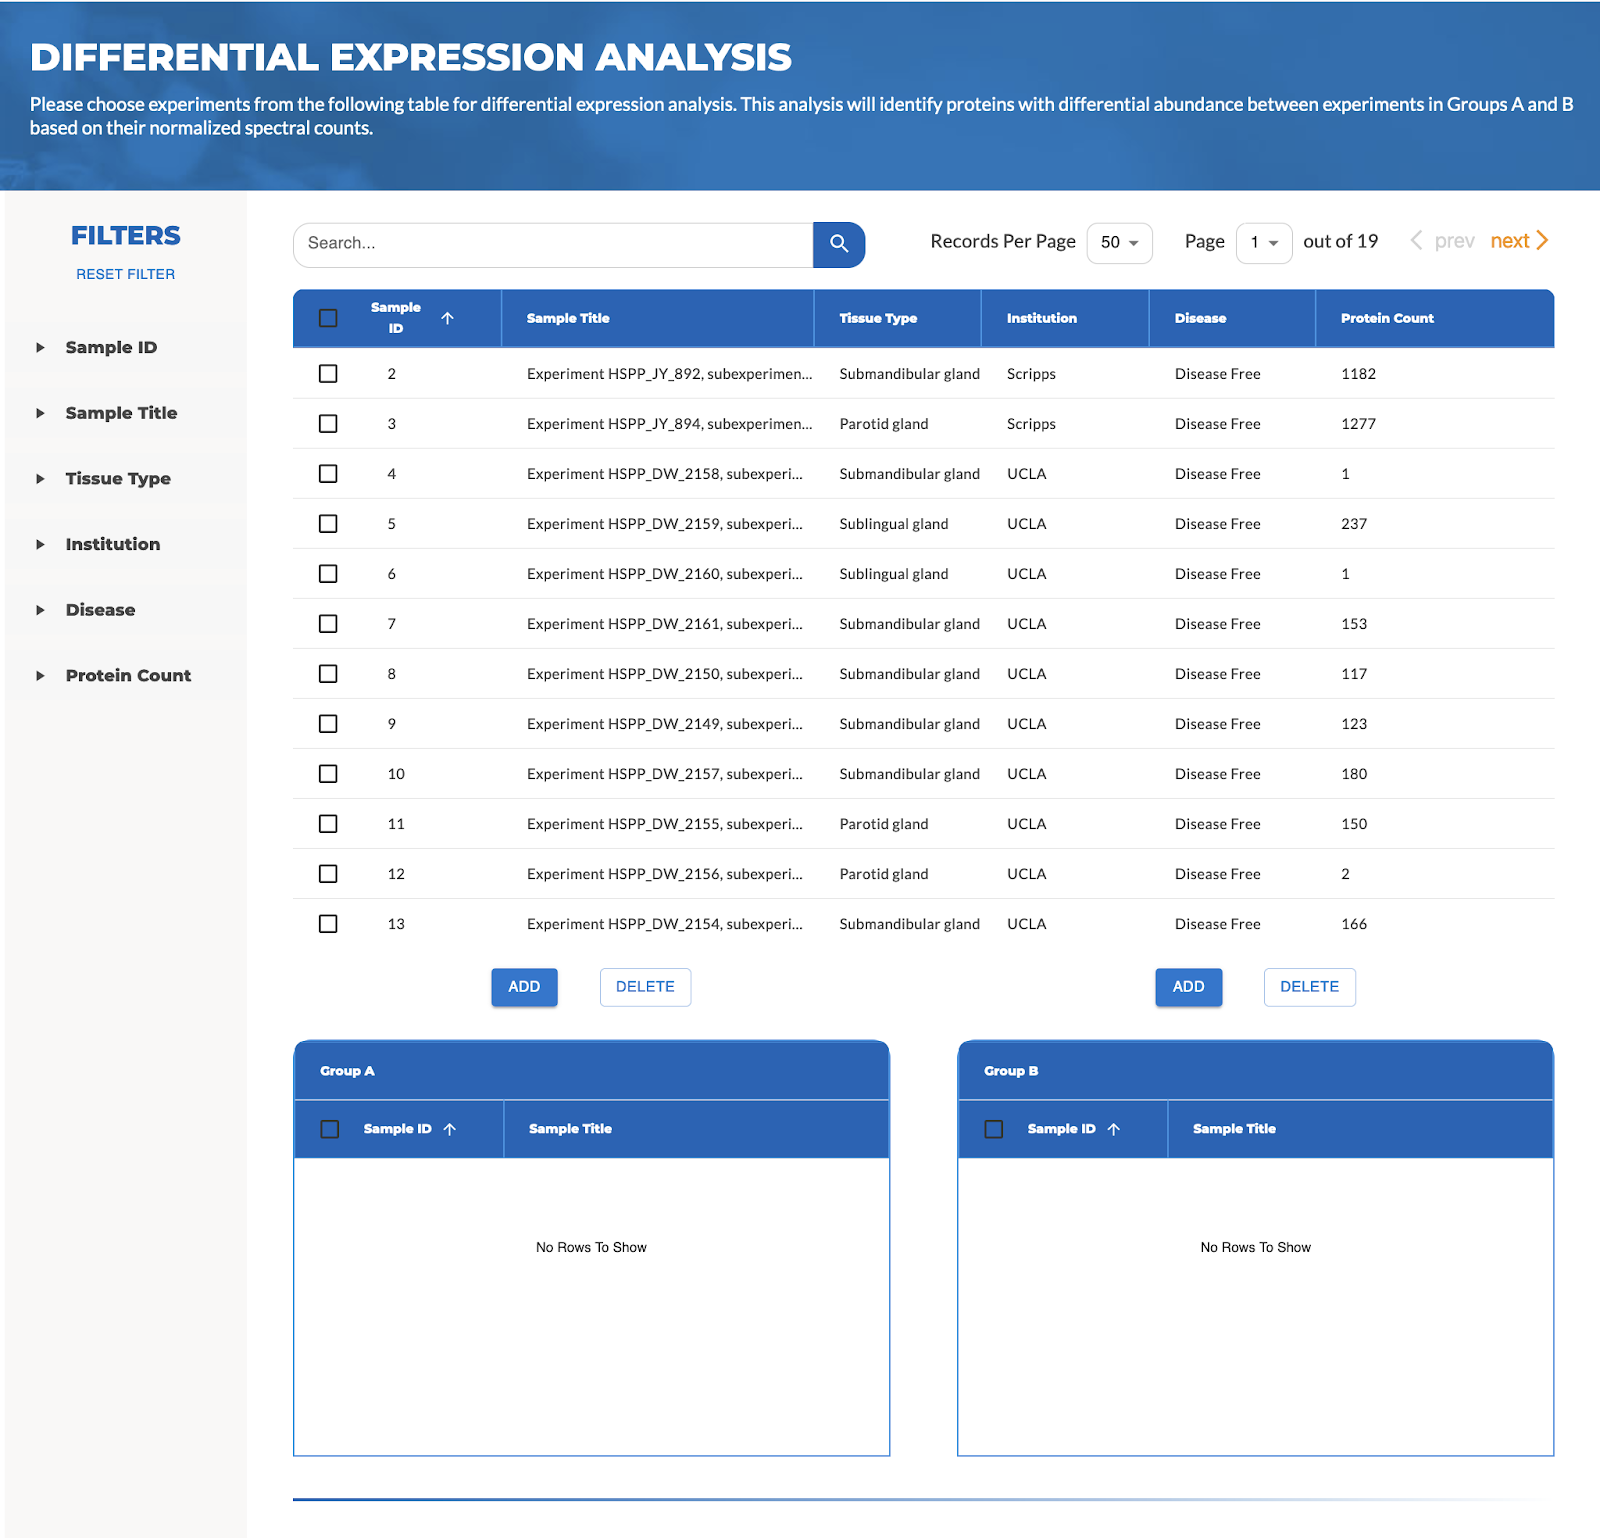 DIFFERENTIAL EXPRESSION ANALYSIS
Please choose experiments from the following table for differential expression analysis. This analysis will identify proteins with differential abundance between experiments in Groups A and B
based on their normalized spectral counts.
FILTERS
RESET FILTER
Sample ID
Sample Title
Tissue Type
Institution
Disease
Protein Count
Search...
Records Per Page 50 Page 1 out of 19 prev next
Sample ID Sample Title Tissue Type Institution Disease Protein Count
2 Experiment HSPP_JY_892, subexperimen... Submandibular gland Scripps Disease Free 1182
3 Experiment HSPP_JY_894, subexperimen... Parotid gland Scripps Disease Free 1277
4 Experiment HSPP_DW_2158, subexperi... Submandibular gland UCLA Disease Free 1
5 Experiment HSPP_DW_2159, subexperi... Sublingual gland UCLA Disease Free 237
6 Experiment HSPP_DW_2160, subexperi... Sublingual gland UCLA Disease Free 1
7 Experiment HSPP_DW_2161, subexperi... Submandibular gland UCLA Disease Free 153
8 Experiment HSPP_DW_2150, subexperi... Submandibular gland UCLA Disease Free 117
9 Experiment HSPP_DW_2149, subexperi... Submandibular gland UCLA Disease Free 123
10 Experiment HSPP_DW_2157, subexperi... Submandibular gland UCLA Disease Free 180
11 Experiment HSPP_DW_2155, subexperi... Parotid gland UCLA Disease Free 150
12 Experiment HSPP_DW_2156, subexperi... Parotid gland UCLA Disease Free 2
13 Experiment HSPP_DW_2154, subexperi... Submandibular gland UCLA Disease Free 166
ADD DELETE ADD DELETE
Group A
Sample ID Sample Title
No Rows To Show
Group B
Sample ID Sample Title
No Rows To Show